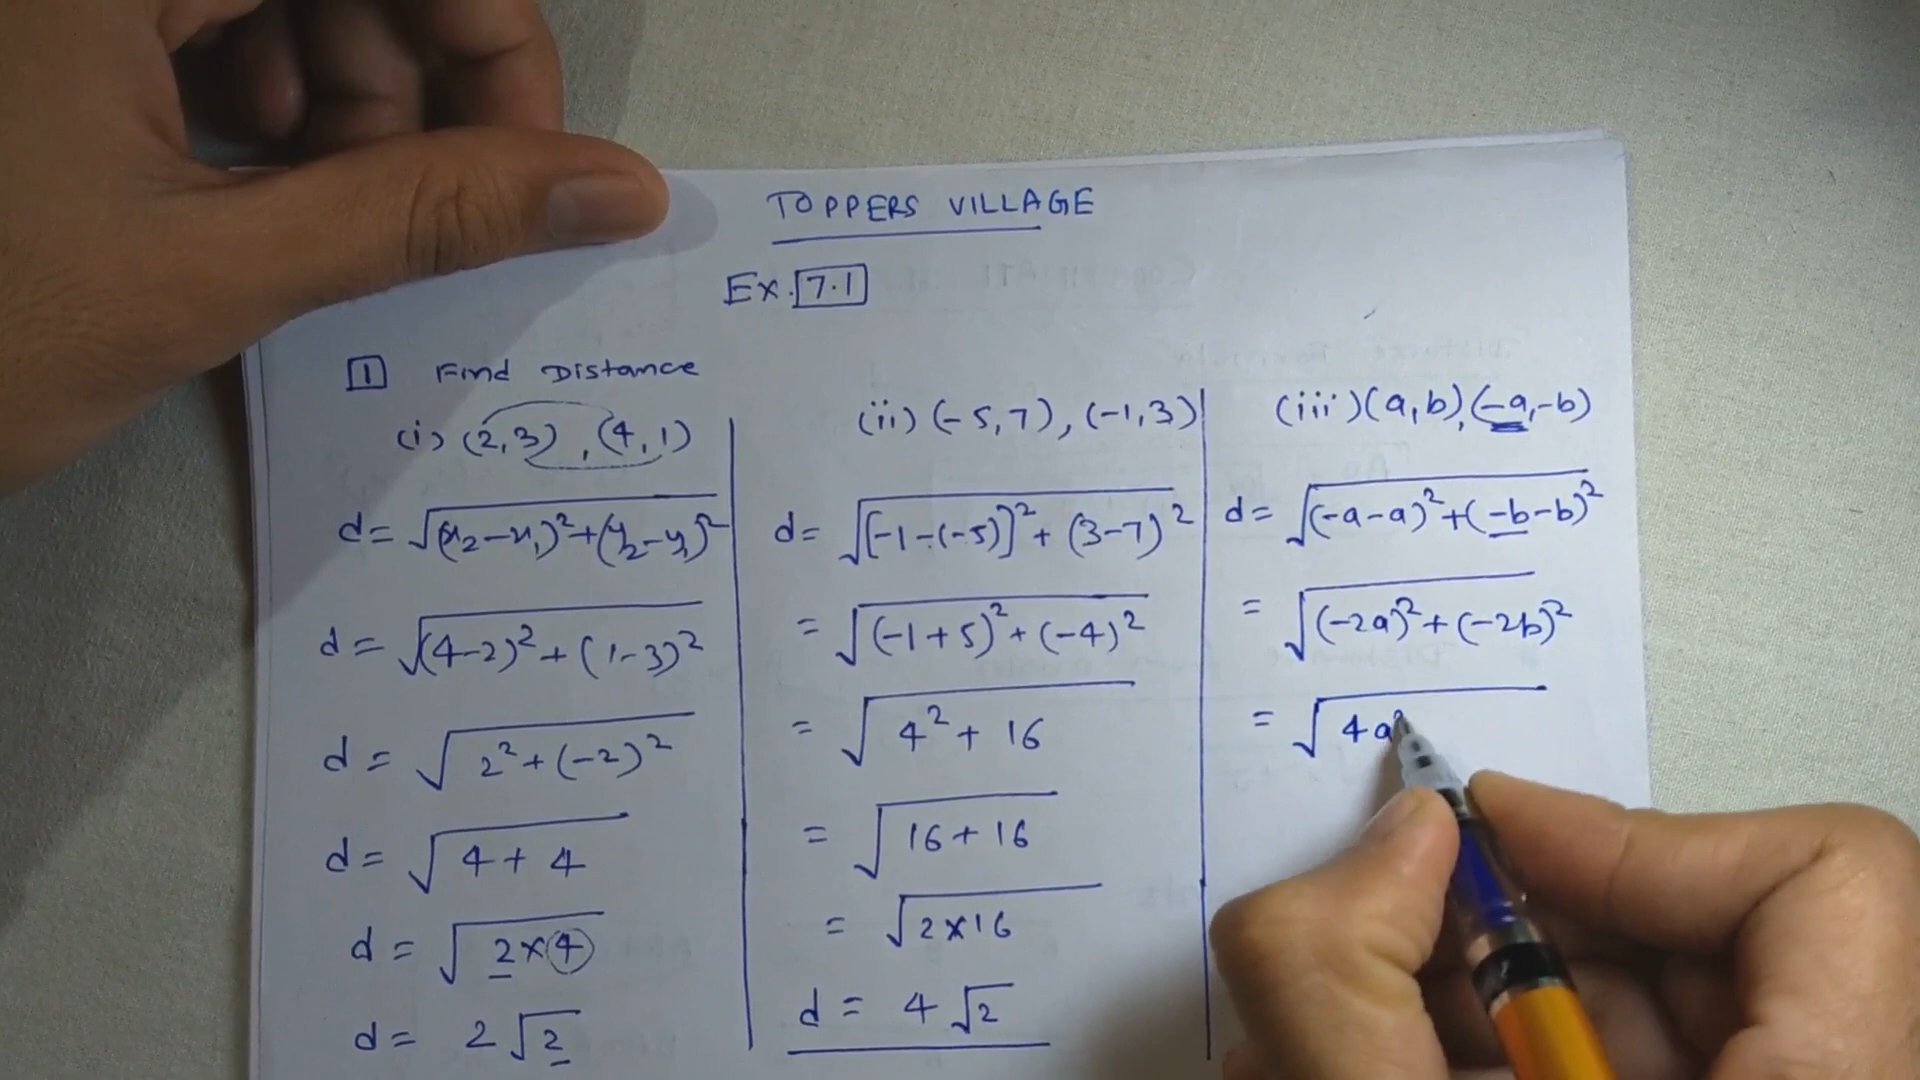 TOPPERS VILLAGE
Ex. 7.1
1 Find Distance
(i) (2,3) , (4,1)
d = √(x₂-x₁)²+(y₂-y₁)²
d = √(4-2)² + (1-3)²
d = √2² + (-2)²
d = √4 + 4
d = √2×4
d = 2√2
(ii) (-5,7), (-1,3)
d = √[-1-(-5)]² + (3-7)²
= √(-1+5)² + (-4)²
= √4² + 16
= √16 + 16
= √2×16
d = 4√2
(iii) (a,b), (-a,-b)
d = √(-a-a)² + (-b-b)²
= √(-2a)² + (-2b)²
= √4a²